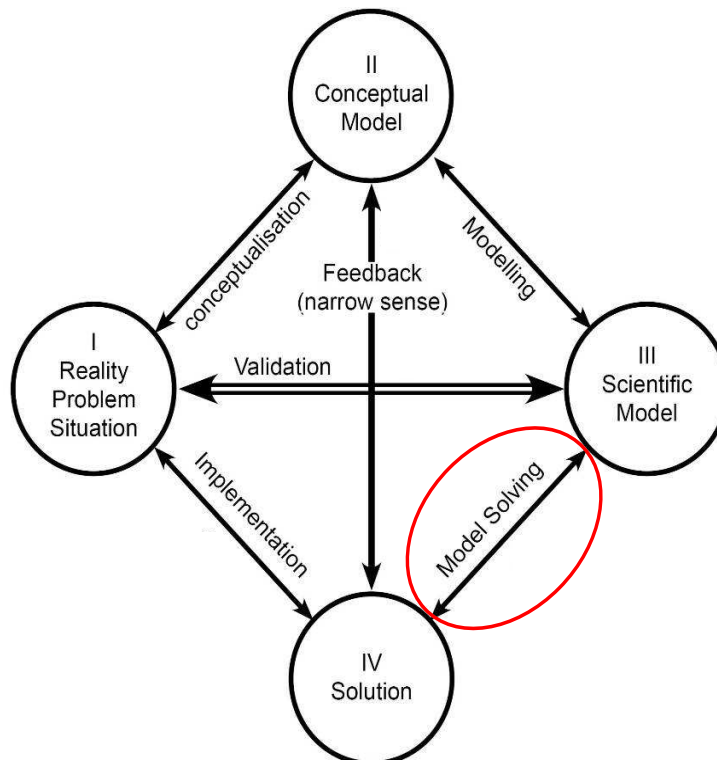 II
Conceptual
Model
conceptualisation
Modelling
Feedback
(narrow sense)
I
Reality
Problem
Situation
Validation
III
Scientific
Model
Implementation
Model Solving
IV
Solution